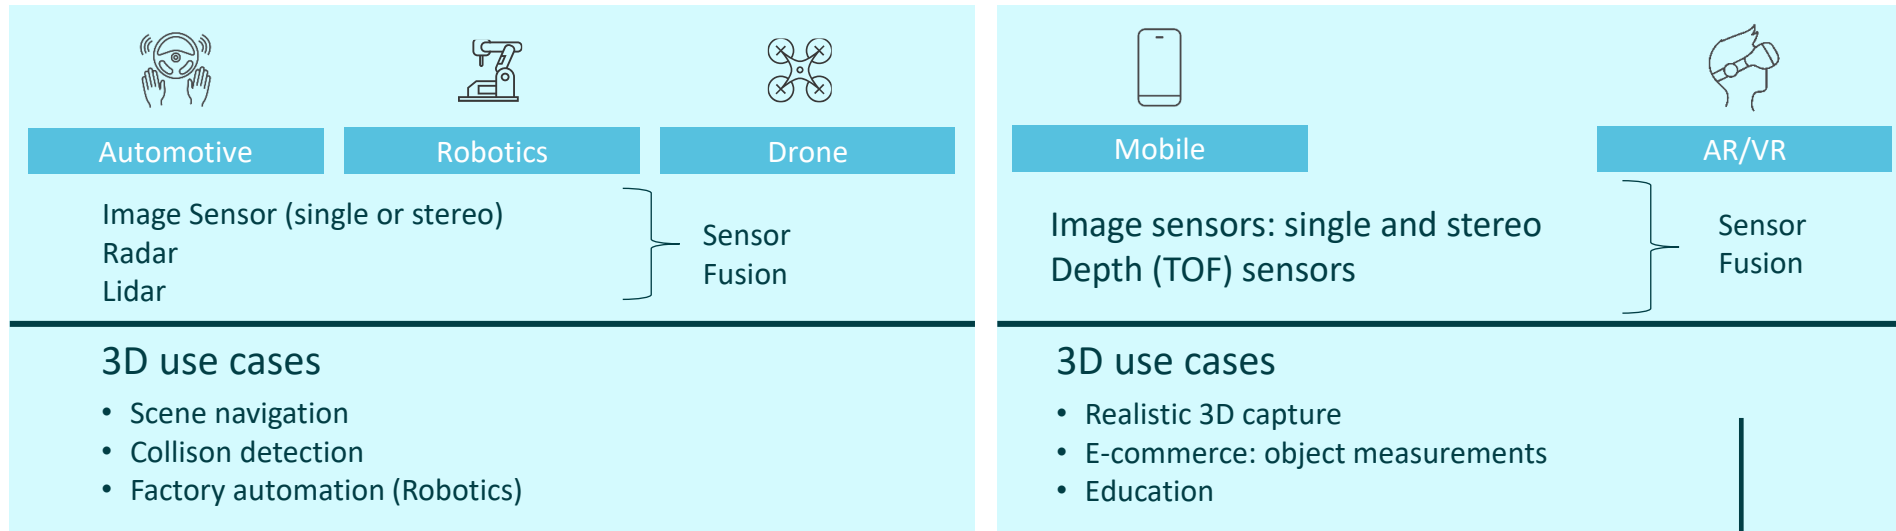 Automotive
Robotics
Drone
Image Sensor (single or stereo)
Radar
Lidar
Sensor
Fusion
3D use cases
• Scene navigation
• Collison detection
• Factory automation (Robotics)
Mobile
AR/VR
Image sensors: single and stereo
Depth (TOF) sensors
Sensor
Fusion
3D use cases
• Realistic 3D capture
• E-commerce: object measurements
• Education